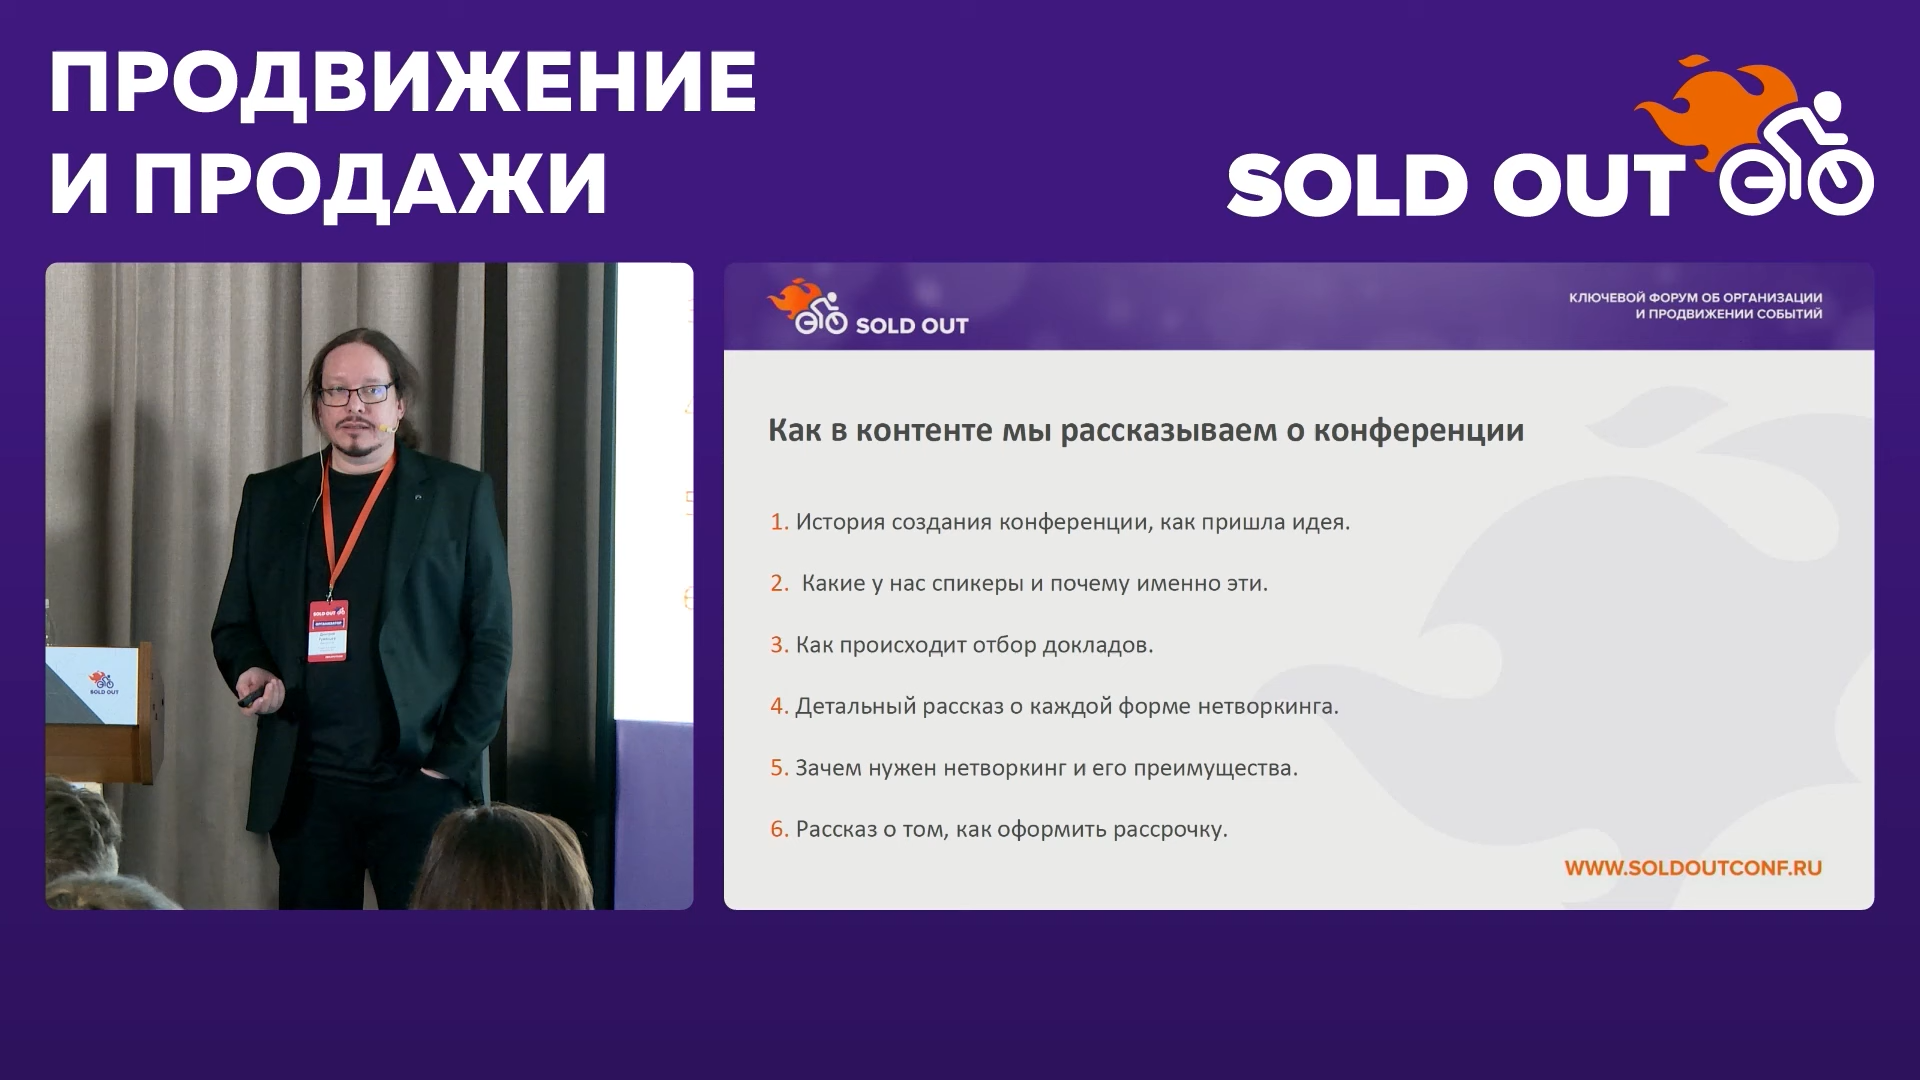 ПРОДВИЖЕНИЕ
И ПРОДАЖИ
SOLD OUT
SOLD OUT
КЛЮЧЕВОЙ ФОРУМ ОБ ОРГАНИЗАЦИИ
И ПРОДВИЖЕНИИ СОБЫТИЙ
Как в контенте мы рассказываем о конференции
1. История создания конференции, как пришла идея.
2. Какие у нас спикеры и почему именно эти.
3. Как происходит отбор докладов.
4. Детальный рассказ о каждой форме нетворкинга.
5. Зачем нужен нетворкинг и его преимущества.
6. Рассказ о том, как оформить рассрочку.
WWW.SOLDOUTCONF.RU
SOLD OUT
ОРГАНИЗАТОР
SOLD OUT